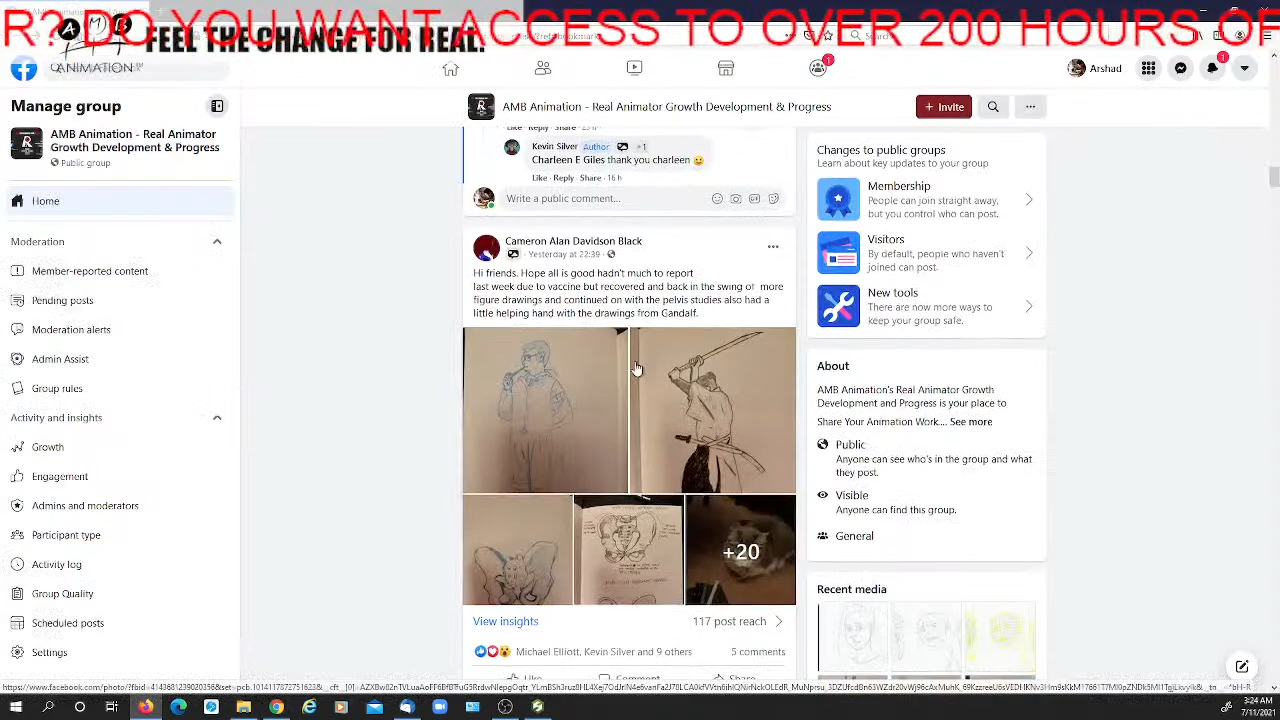 R? DO YOU WANT ACCESS TO OVER 200 HOURS OF
AMB
ANIMATION
FEEL THE CHANGE FOR REAL.
Search
1
Arshad
1
Manage group
AMB Animation - Real Animator
Growth Development & Progress
Public group
Home
Moderation
Member-reported content
Pending posts
Moderation alerts
Admin Assist
Group rules
Activity and insights
Growth
Engagement
Admins and moderators
Participant type
Activity log
Group Quality
Scheduled posts
Settings
AMB Animation - Real Animator Growth Development & Progress
+ Invite
Like · Reply · Share · 23 h
Kevin Silver Author +1
Charleen E Giles thank you charleen
Like · Reply · Share · 16 h
Write a public comment...
Cameron Alan Davidson Black
Yesterday at 22:39
Hi friends. Hope all is good hadn't much to report
last week due to vaccine but recovered and back in the swing of more
figure drawings and continued on with the pelvis studies also had a
little helping hand with the drawings from Gandalf.
+20
View insights
117 post reach
Michael Elliott, Kevin Silver and 9 others
5 comments
Like
Comment
Share
Changes to public groups
Learn about key updates to your group
Membership
People can join straight away,
but you control who can post.
Visitors
By default, people who haven't
joined can post.
New tools
There are now more ways to
keep your group safe.
About
AMB Animation's Real Animator Growth
Development and Progress is your place to
Share Your Animation Work.... See more
Public
Anyone can see who's in the group and what
they post.
Visible
Anyone can find this group.
General
Recent media
3:24 AM
7/11/2021